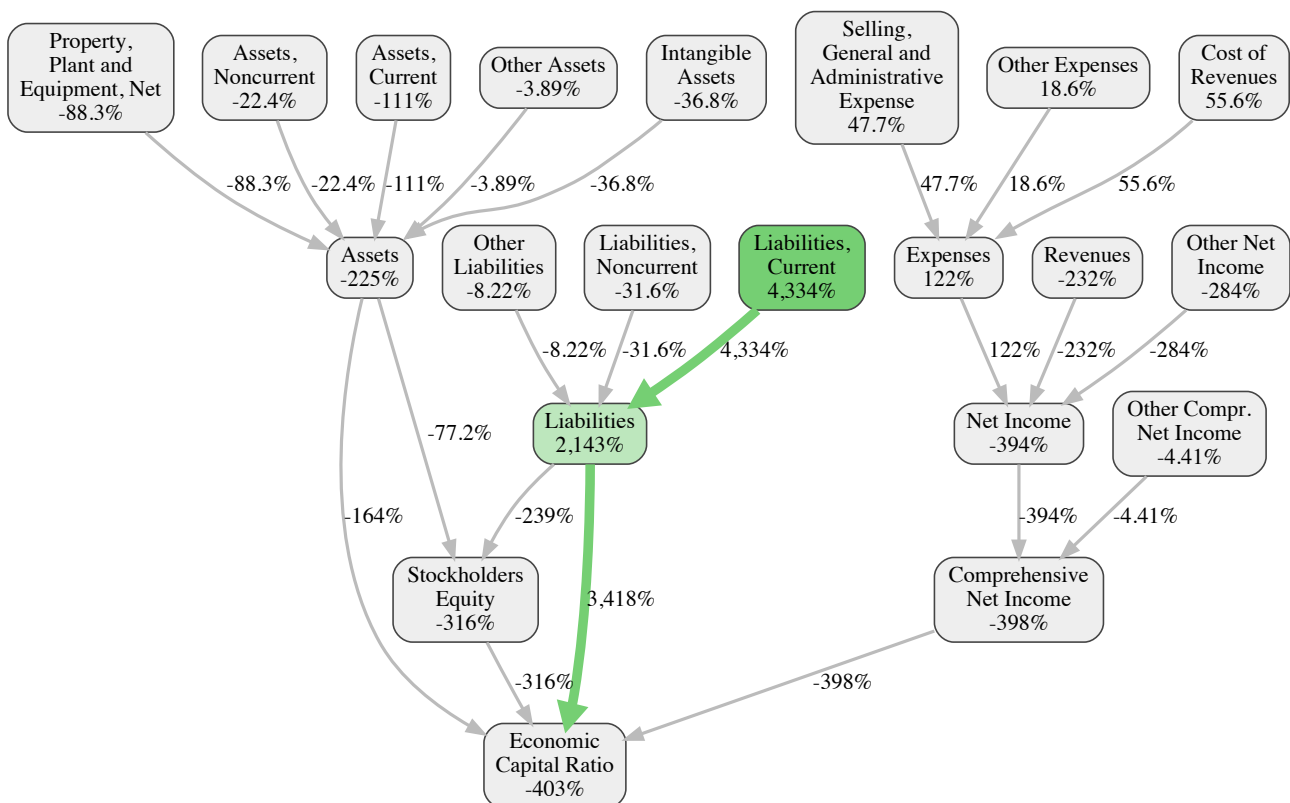 Property,
Plant and
Equipment, Net
-88.3%
Assets,
Noncurrent
-22.4%
Assets,
Current
-111%
Other Assets
-3.89%
Intangible
Assets
-36.8%
Selling,
General and
Administrative
Expense
47.7%
Other Expenses
18.6%
Cost of
Revenues
55.6%
-88.3%
-22.4%
-111%
-3.89%
-36.8%
47.7%
18.6%
55.6%
Assets
-225%
Other
Liabilities
-8.22%
Liabilities,
Noncurrent
-31.6%
Liabilities,
Current
4,334%
Expenses
122%
Revenues
-232%
Other Net
Income
-284%
-8.22%
-31.6%
4,334%
122%
-232%
-284%
Liabilities
2,143%
Net Income
-394%
Other Compr.
Net Income
-4.41%
-77.2%
-164%
-239%
-394%
-4.41%
Stockholders
Equity
-316%
3,418%
Comprehensive
Net Income
-398%
-316%
-398%
Economic
Capital Ratio
-403%